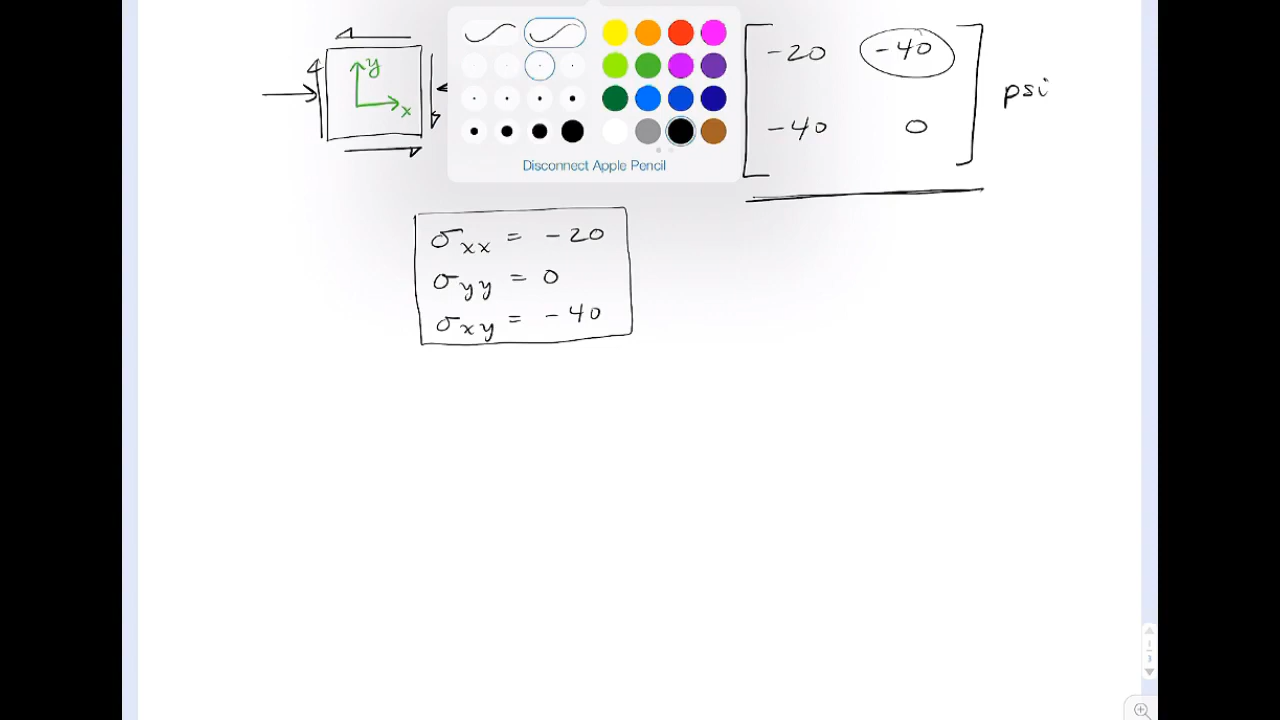 y
x
Disconnect Apple Pencil
-20 -40
-40 0
psi
σxx = -20
σyy = 0
σxy = -40